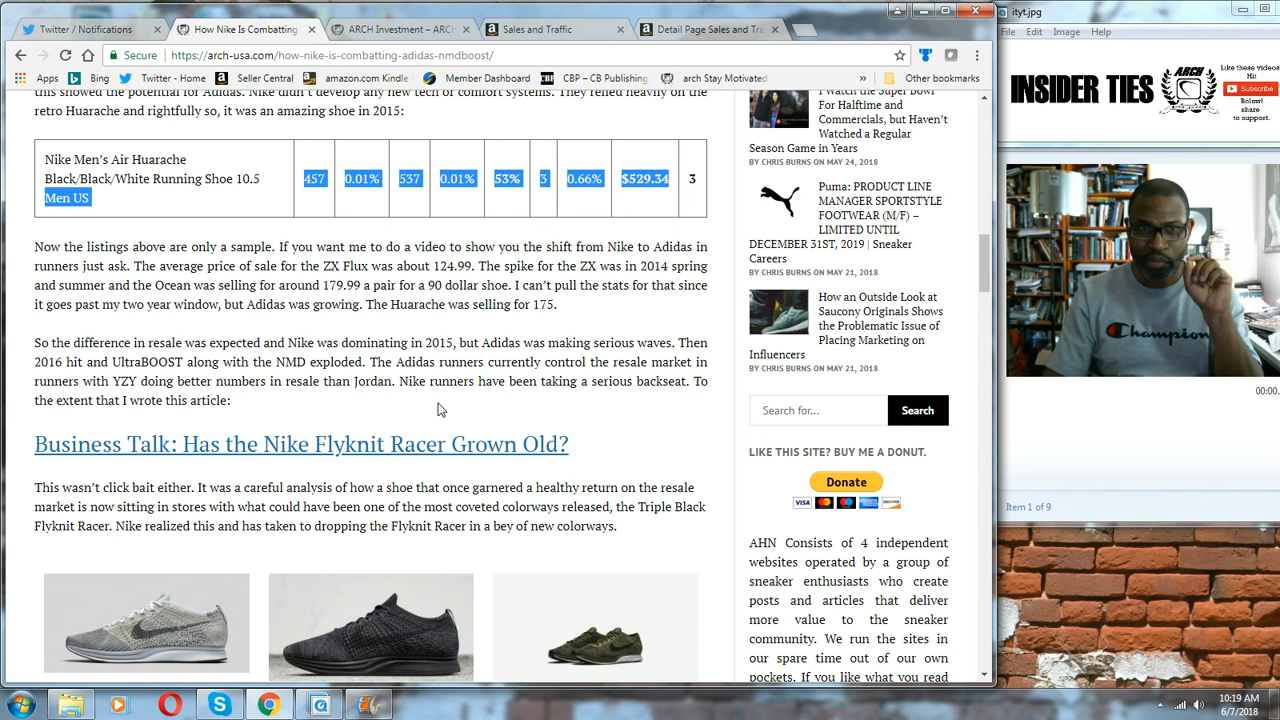 Twitter / Notifications
How Nike Is Combatting
ARCH Investment – ARC
Sales and Traffic
Detail Page Sales and Tra
Secure
https://arch-usa.com/how-nike-is-combatting-adidas-nmdboost/
Apps
Bing
Twitter - Home
Seller Central
amazon.com Kindle
Member Dashboard
CBP – CB Publishing
arch Stay Motivated
»
Other bookmarks
this showed the potential for Adidas. Nike didn't develop any new tech or comfort systems. They relied heavily on the
retro Huarache and rightfully so, it was an amazing shoe in 2015:
Nike Men's Air Huarache
Black/Black/White Running Shoe 10.5
Men US
457 0.01% 537 0.01% 53% 3 0.66% $529.34 3
Now the listings above are only a sample. If you want me to do a video to show you the shift from Nike to Adidas in
runners just ask. The average price of sale for the ZX Flux was about 124.99. The spike for the ZX was in 2014 spring
and summer and the Ocean was selling for around 179.99 a pair for a 90 dollar shoe. I can't pull the stats for that since
it goes past my two year window, but Adidas was growing. The Huarache was selling for 175.
So the difference in resale was expected and Nike was dominating in 2015, but Adidas was making serious waves. Then
2016 hit and UltraBOOST along with the NMD exploded. The Adidas runners currently control the resale market in
runners with YZY doing better numbers in resale than Jordan. Nike runners have been taking a serious backseat. To
the extent that I wrote this article:
Business Talk: Has the Nike Flyknit Racer Grown Old?
This wasn't click bait either. It was a careful analysis of how a shoe that once garnered a healthy return on the resale
market is now sitting in stores with what could have been one of the most coveted colorways released, the Triple Black
Flyknit Racer. Nike realized this and has taken to dropping the Flyknit Racer in a bey of new colorways.
I Watch the Super Bowl
For Halftime and
Commercials, but Haven't
Watched a Regular
Season Game in Years
BY CHRIS BURNS ON MAY 24, 2018
Puma: PRODUCT LINE
MANAGER SPORTSTYLE
FOOTWEAR (M/F) –
LIMITED UNTIL
DECEMBER 31ST, 2019 | Sneaker
Careers
BY CHRIS BURNS ON MAY 21, 2018
How an Outside Look at
Saucony Originals Shows
the Problematic Issue of
Placing Marketing on
Influencers
BY CHRIS BURNS ON MAY 21, 2018
Search for...
Search
LIKE THIS SITE? BUY ME A DONUT.
Donate
VISA
AHN Consists of 4 independent
websites operated by a group of
sneaker enthusiasts who create
posts and articles that deliver
more value to the sneaker
community. We run the sites in
our spare time out of our own
pockets. If you like what you read
ityt.jpg
File Edit Image Help
INSIDER TIES
ARCH
Like these videos
Hit
Subscribe
Below!
share
to support.
Champion
00:00.
Item 1 of 9
10:19 AM
6/7/2018